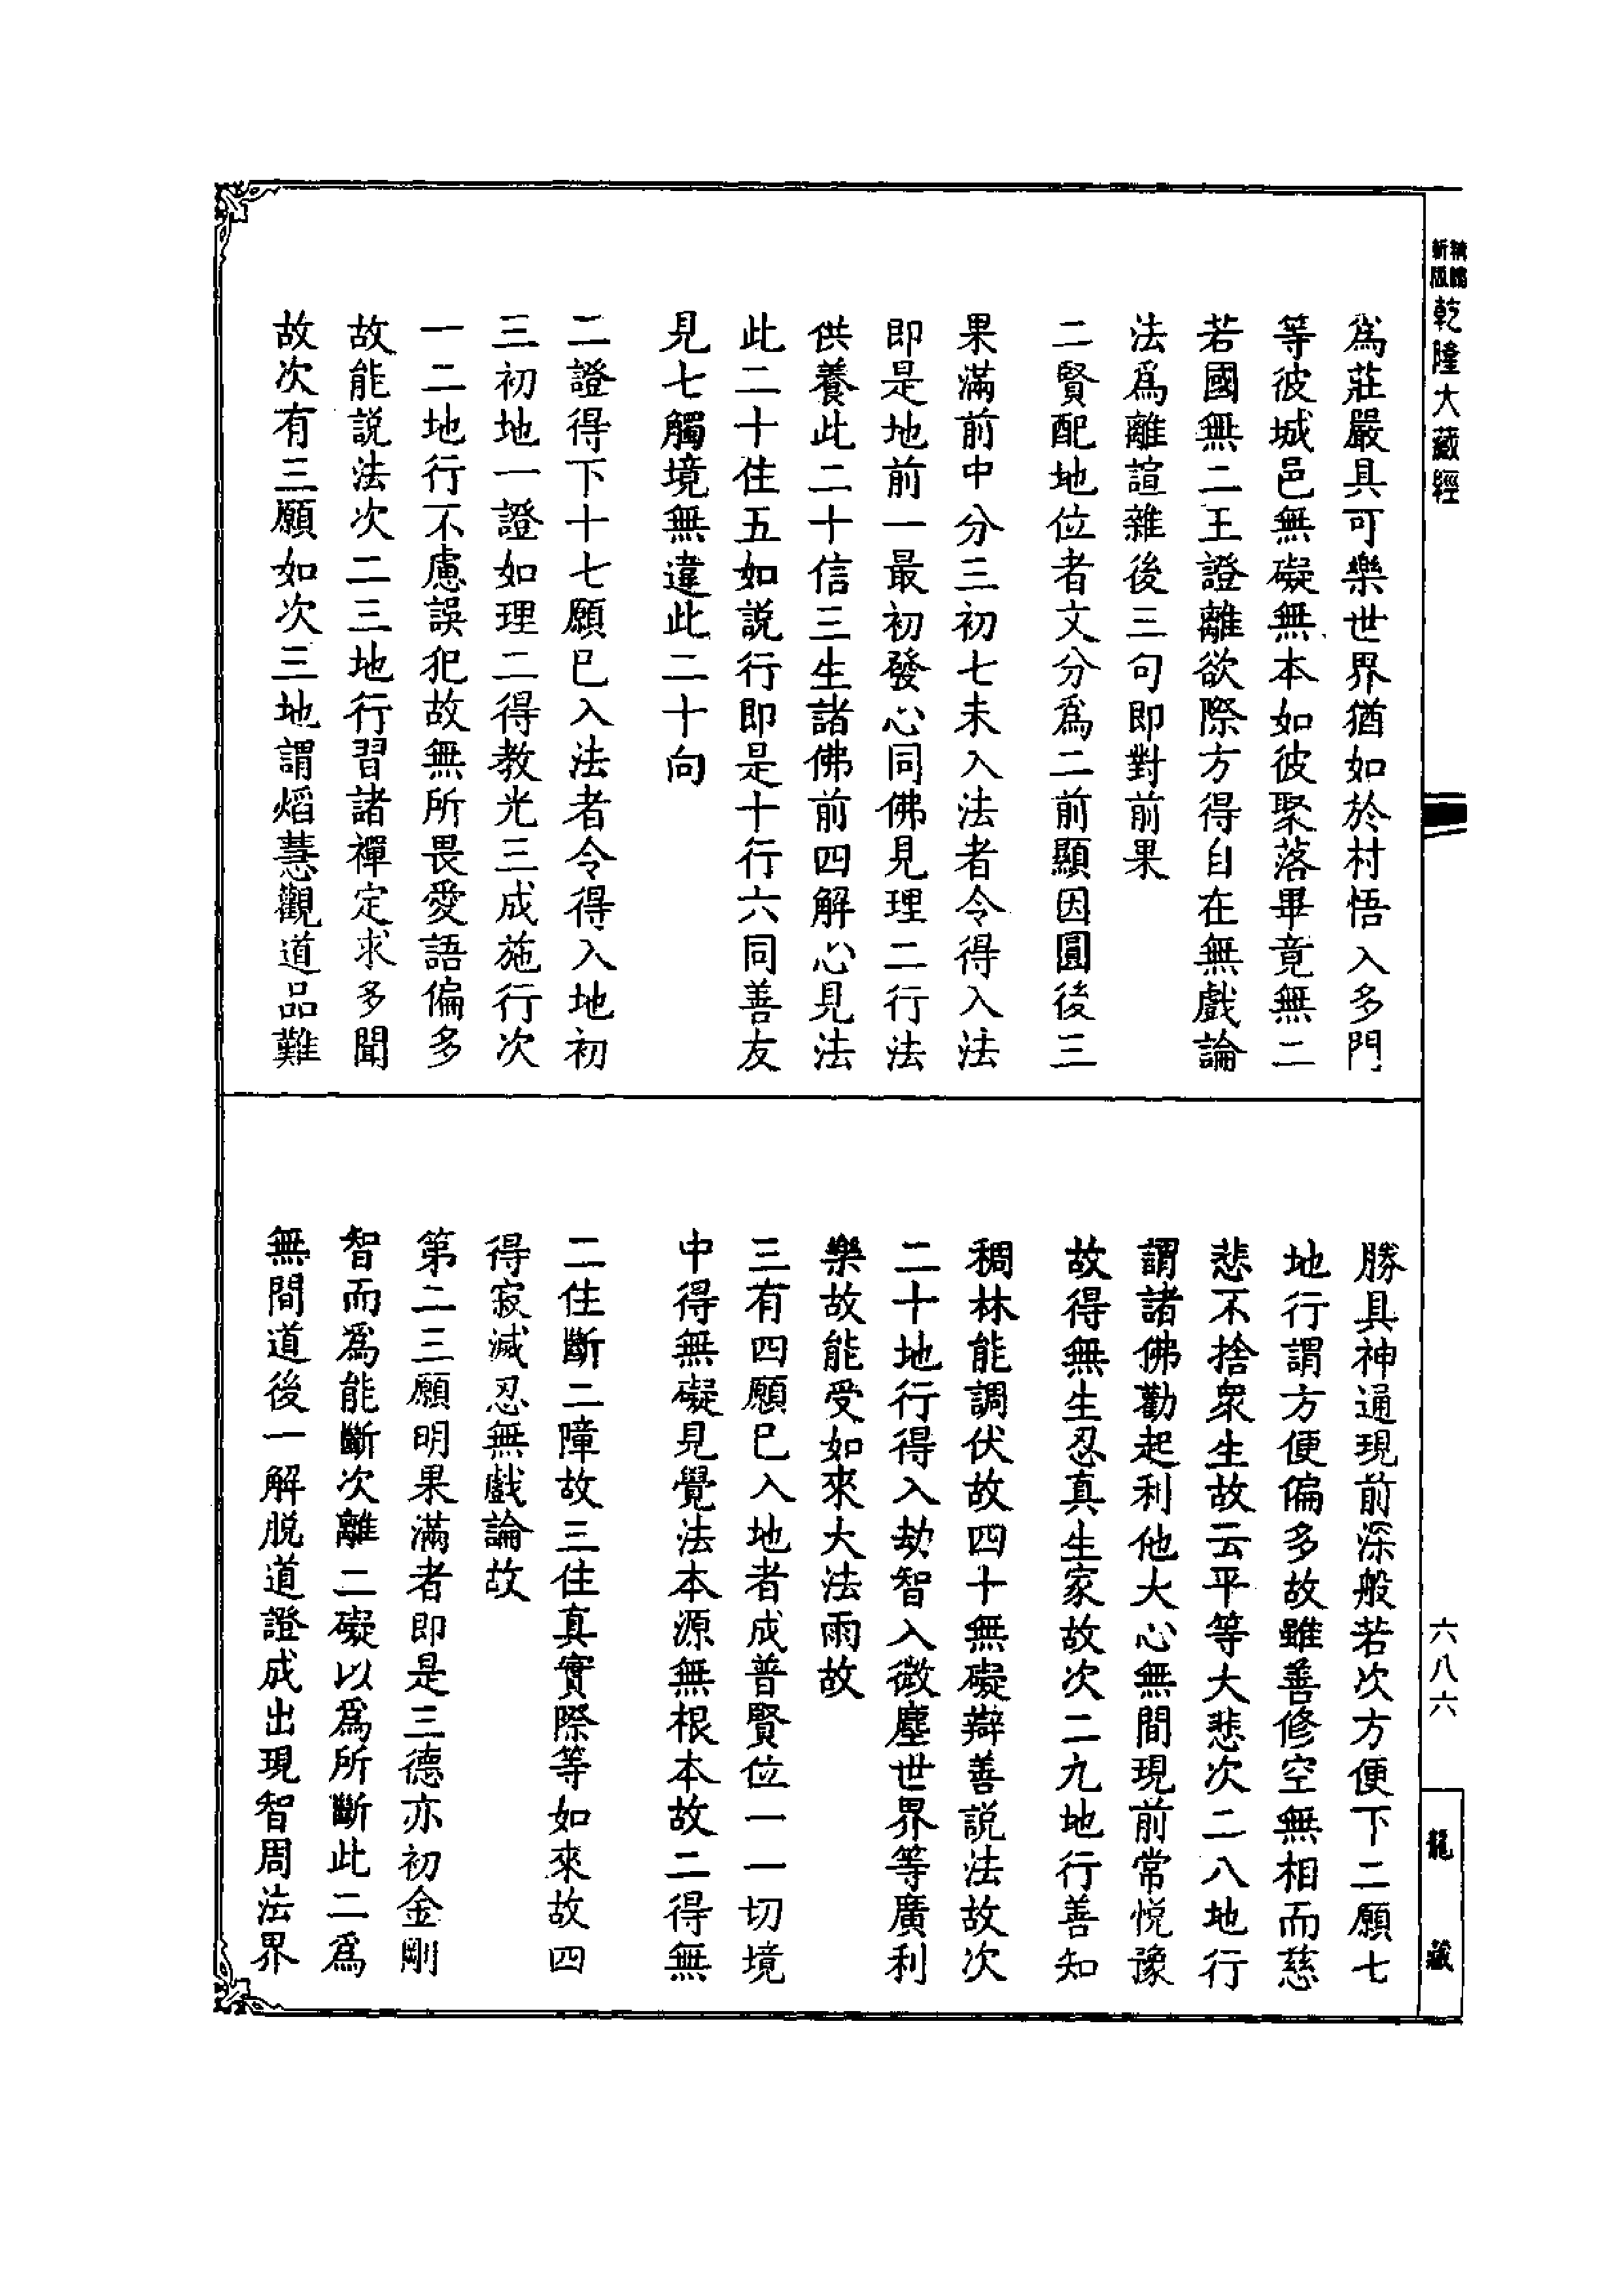 新版
精縮
乾隆大藏經
六八六
龍藏
爲莊嚴具可樂世界猶如於村悟入多門
等彼城邑無礙無本如彼聚落畢竟無二
若國無二王證離欲際方得自在無戲論
法爲離諠雜後三句即對前果
二賢配地位者文分爲二前顯因圓後三
果滿前中分三初七未入法者令得入法
即是地前一最初發心同佛見理二行法
供養此二十信三生諸佛前四解心見法
此二十住五如説行即是十行六同善友
見七觸境無違此二十向
二證得下十七願已入法者令得入地初
三初地一證如理二得教光三成施行次
一二地行不慮誤犯故無所畏愛語偏多
故能説法次二三地行習諸禪定求多聞
故次有三願如次三地謂焰慧觀道品難
勝具神通現前深般若次方便下二願七
地行謂方便偏多故雖善修空無相而慈
悲不捨衆生故云平等大悲次二八地行
謂諸佛勸起利他大心無間現前常悅豫
故得無生忍真生家故次二九地行善知
稠林能調伏故四十無礙辯善説法故次
二十地行得入劫智入微塵世界等廣利
樂故能受如來大法雨故
三有四願已入地者成普賢位一一切境
中得無礙見覺法本源無根本故二得無
二住斷二障故三住真實際等如來故四
得寂滅忍無戲論故
第二三願明果滿者即是三德亦初金剛
智而爲能斷次離二礙以爲所斷此二爲
無間道後一解脱道證成出現智周法界